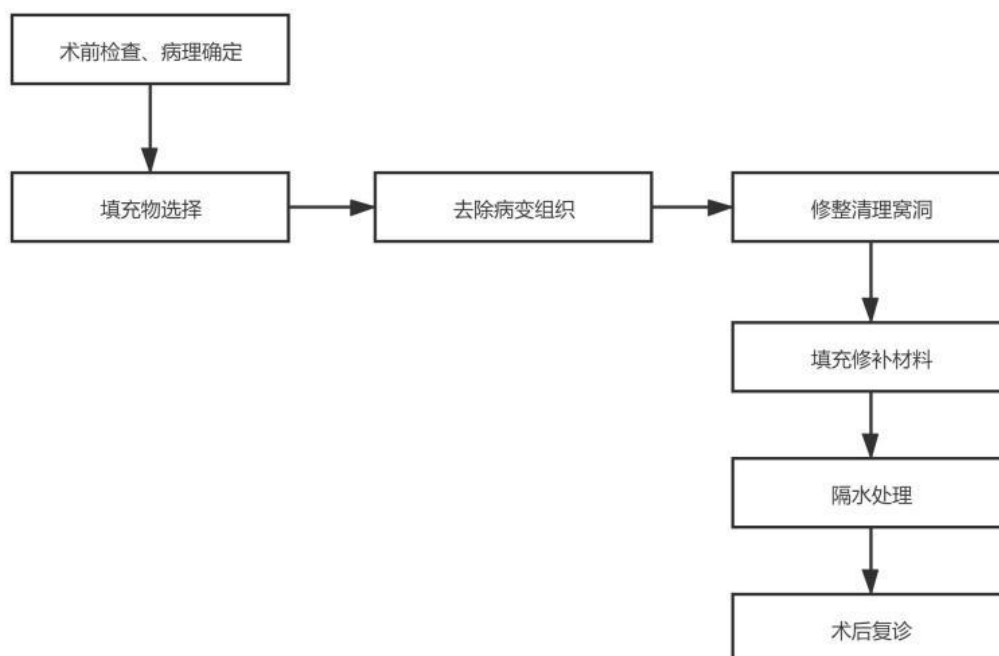 术前检查、病理确定
填充物选择
去除病变组织
修整清理窝洞
填充修补材料
隔水处理
术后复诊